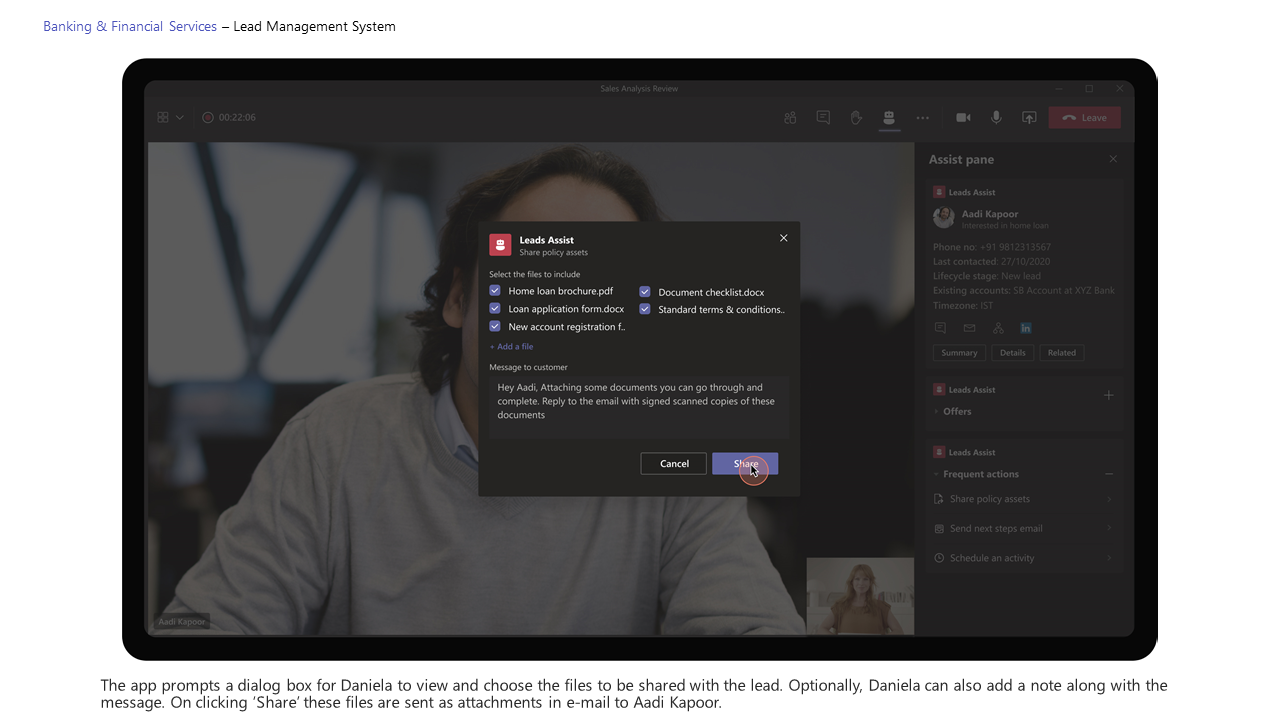 Banking & Financial Services – Lead Management System
Sales Analysis Review
00:22:06
Leave
Assist pane
Leads Assist
Aadi Kapoor
Interested in home loan
Phone no: +91 9812313567
Last contacted: 27/10/2020
Lifecycle stage: New lead
Existing accounts: SB Account at XYZ Bank
Timezone: IST
in
Summary Details Related
Leads Assist
Offers
Leads Assist
Frequent actions
Share policy assets
Send next steps email
Schedule an activity
Leads Assist
Share policy assets
Select the files to include
Home loan brochure.pdf
Document checklist.docx
Loan application form.docx
Standard terms & conditions..
New account registration f..
+ Add a file
Message to customer
Hey Aadi, Attaching some documents you can go through and
complete. Reply to the email with signed scanned copies of these
documents
Cancel Share
Aadi Kapoor
The app prompts a dialog box for Daniela to view and choose the files to be shared with the lead. Optionally, Daniela can also add a note along with the
message. On clicking ‘Share’ these files are sent as attachments in e-mail to Aadi Kapoor.